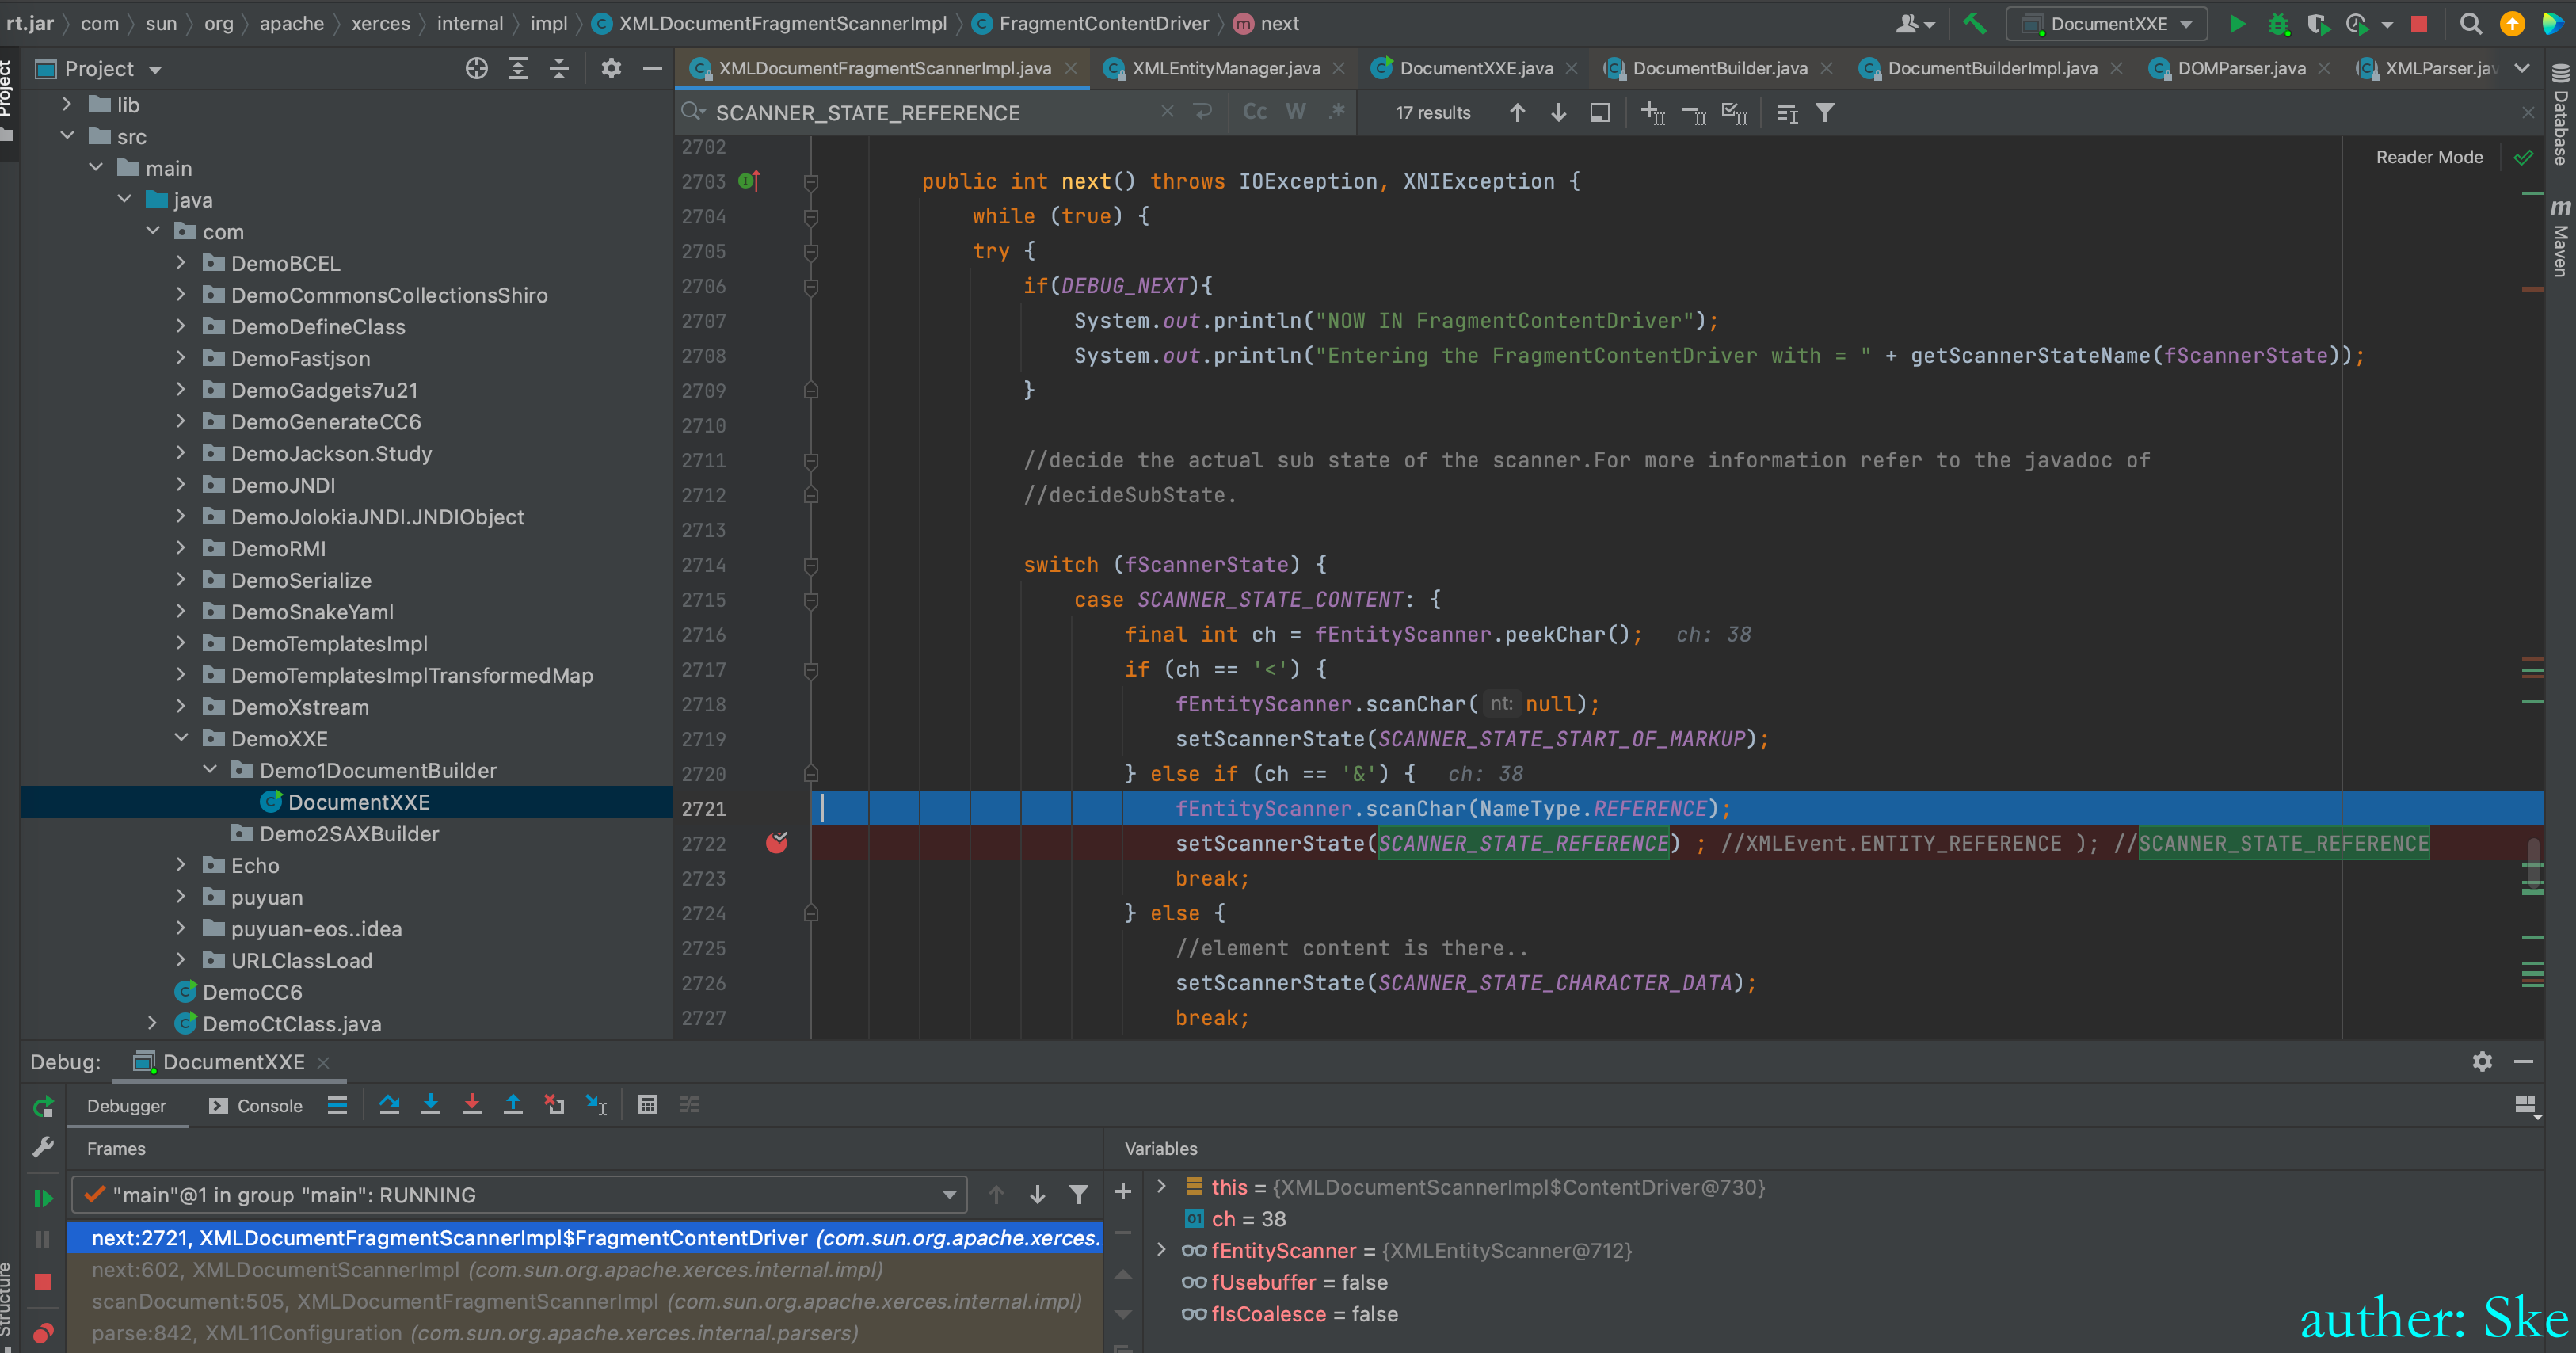 rt.jar com sun org apache xerces internal impl XMLDocumentFragmentScannerImpl FragmentContentDriver next DocumentXXE
Project
Project
XMLDocumentFragmentScannerImpl.java XMLEntityManager.java DocumentXXE.java DocumentBuilder.java DocumentBuilderImpl.java DOMParser.java XMLParser.jav
SCANNER_STATE_REFERENCE Cc W .* 17 results
Reader Mode
Database
Maven
lib
src
main
java
com
DemoBCEL
DemoCommonsCollectionsShiro
DemoDefineClass
DemoFastjson
DemoGadgets7u21
DemoGenerateCC6
DemoJackson.Study
DemoJNDI
DemoJolokiaJNDI.JNDIObject
DemoRMI
DemoSerialize
DemoSnakeYaml
DemoTemplatesImpl
DemoTemplatesImplTransformedMap
DemoXstream
DemoXXE
Demo1DocumentBuilder
DocumentXXE
Demo2SAXBuilder
Echo
puyuan
puyuan-eos..idea
URLClassLoad
DemoCC6
DemoCtClass.java
2702
2703 public int next() throws IOException, XNIException {
2704 while (true) {
2705 try {
2706 if(DEBUG_NEXT){
2707 System.out.println("NOW IN FragmentContentDriver");
2708 System.out.println("Entering the FragmentContentDriver with = " + getScannerStateName(fScannerState));
2709 }
2710
2711 //decide the actual sub state of the scanner.For more information refer to the javadoc of
2712 //decideSubState.
2713
2714 switch (fScannerState) {
2715 case SCANNER_STATE_CONTENT: {
2716 final int ch = fEntityScanner.peekChar(); ch: 38
2717 if (ch == '<') {
2718 fEntityScanner.scanChar( nt: null);
2719 setScannerState(SCANNER_STATE_START_OF_MARKUP);
2720 } else if (ch == '&') { ch: 38
2721 fEntityScanner.scanChar(NameType.REFERENCE);
2722 setScannerState(SCANNER_STATE_REFERENCE) ; //XMLEvent.ENTITY_REFERENCE ); //SCANNER_STATE_REFERENCE
2723 break;
2724 } else {
2725 //element content is there..
2726 setScannerState(SCANNER_STATE_CHARACTER_DATA);
2727 break;
Debug: DocumentXXE
Debugger Console
Frames
"main"@1 in group "main": RUNNING
next:2721, XMLDocumentFragmentScannerImpl$FragmentContentDriver (com.sun.org.apache.xerces.
next:602, XMLDocumentScannerImpl (com.sun.org.apache.xerces.internal.impl)
scanDocument:505, XMLDocumentFragmentScannerImpl (com.sun.org.apache.xerces.internal.impl)
parse:842, XML11Configuration (com.sun.org.apache.xerces.internal.parsers)
Variables
this = {XMLDocumentScannerImpl$ContentDriver@730}
ch = 38
fEntityScanner = {XMLEntityScanner@712}
fUsebuffer = false
fIsCoalesce = false
Structure
auther: Ske